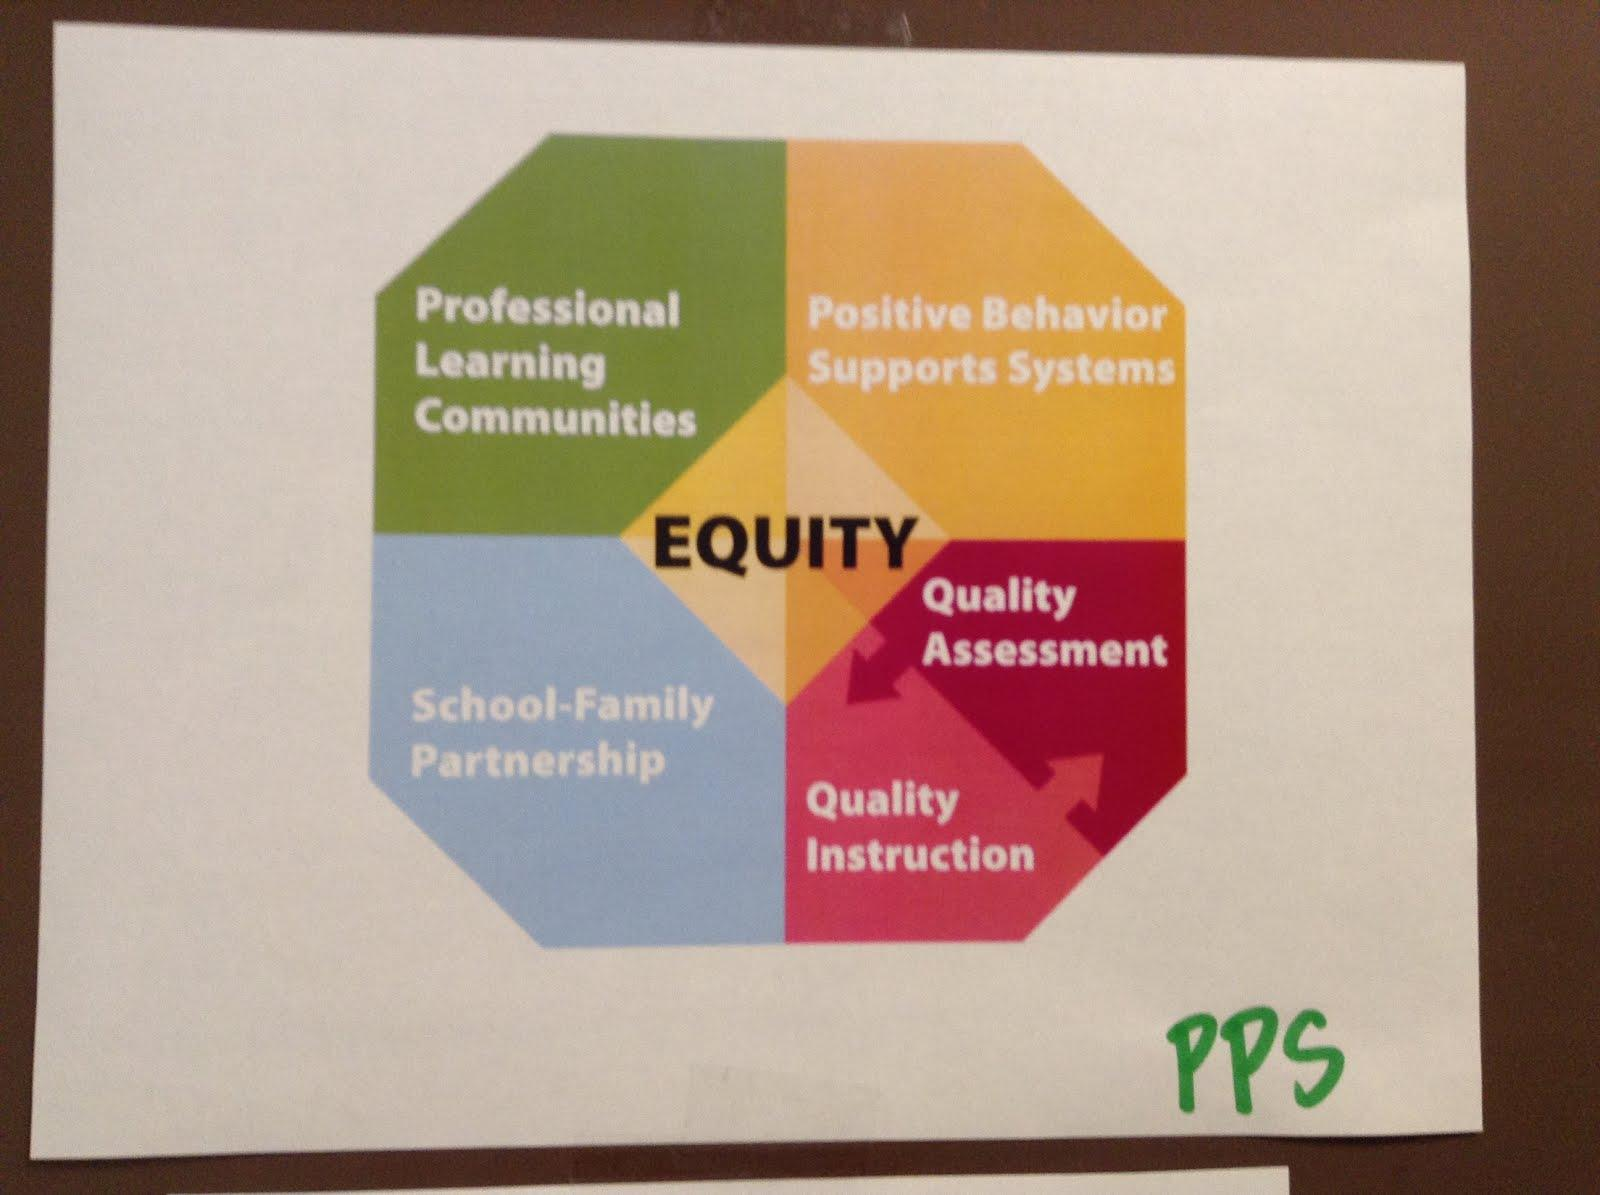 Professional
Learning
Communities
Positive Behavior
Supports Systems
EQUITY
Quality
Assessment
School-Family
Partnership
Quality
Instruction
PPS